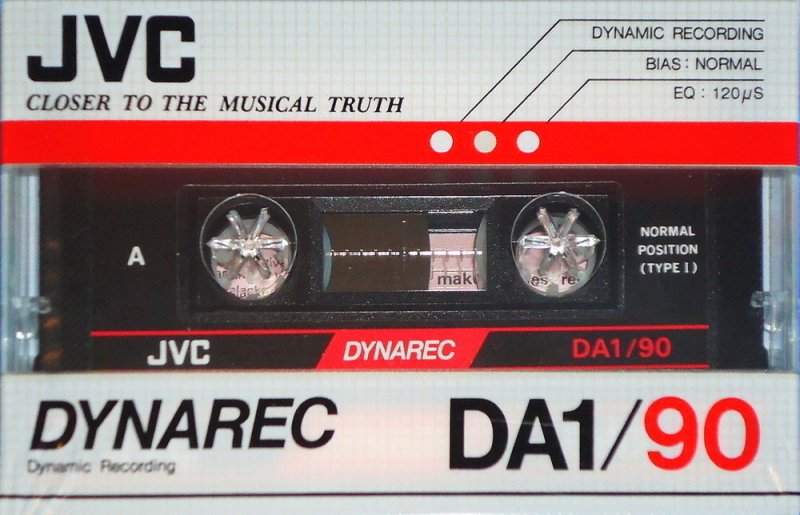 JVC
CLOSER TO THE MUSICAL TRUTH
DYNAMIC RECORDING
BIAS: NORMAL
EQ: 120µS
A
NORMAL
POSITION
(TYPE I)
JVC DYNAREC DA1/90
DYNAREC
Dynamic Recording
DA1/90